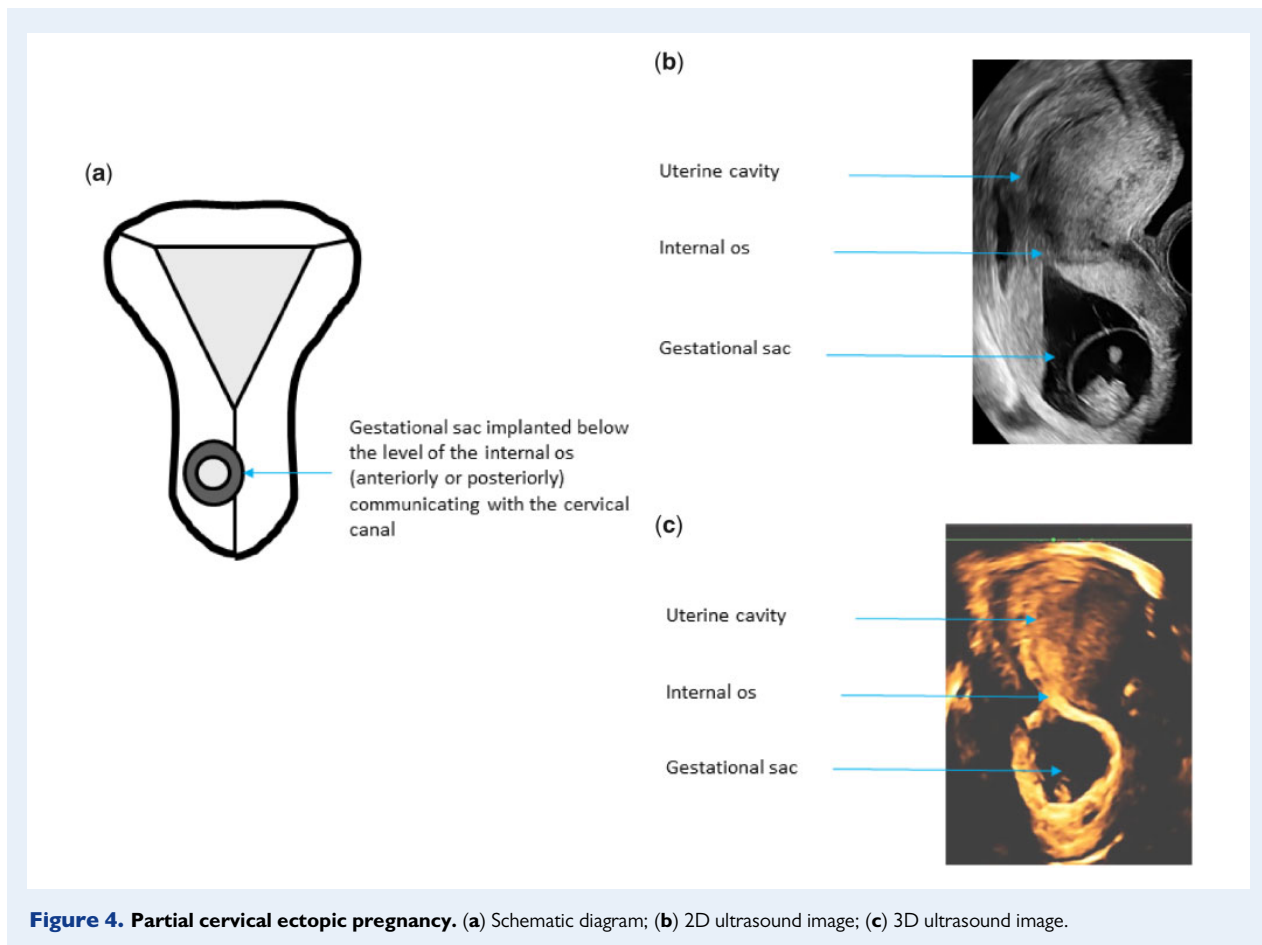 (a)
Gestational sac implanted below
the level of the internal os
(anteriorly or posteriorly)
communicating with the cervical
canal
(b)
Uterine cavity
Internal os
Gestational sac
(c)
Uterine cavity
Internal os
Gestational sac
Figure 4. Partial cervical ectopic pregnancy. (a) Schematic diagram; (b) 2D ultrasound image; (c) 3D ultrasound image.